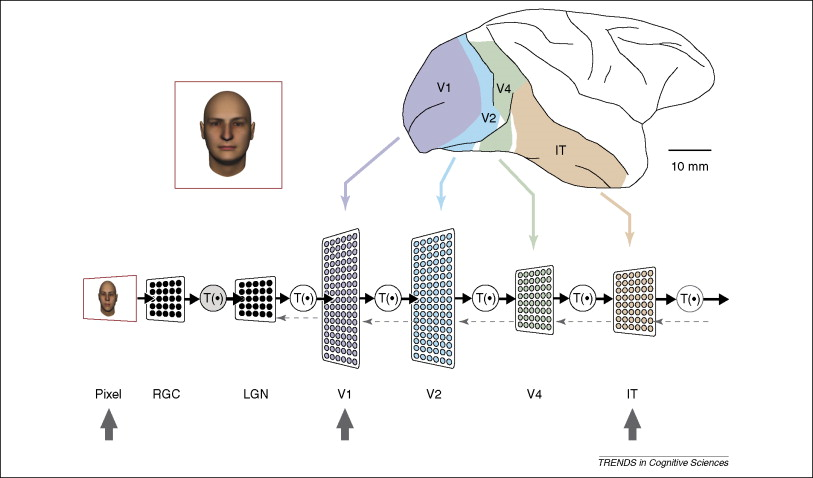 V1
V4
V2
IT
10 mm
T(•) T(•) T(•) T(•) T(•) T(•)
Pixel RGC LGN V1 V2 V4 IT
TRENDS in Cognitive Sciences